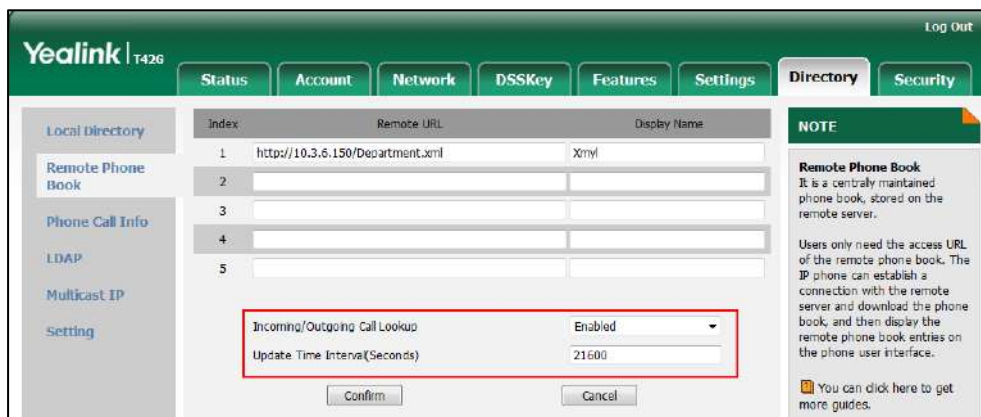 Log Out
Yealink T42G
Status Account Network DSSKey Features Settings Directory Security
Local Directory
Remote Phone
Book
Phone Call Info
LDAP
Multicast IP
Setting
Index Remote URL Display Name
1 http://10.3.6.150/Department.xml Xmyl
2
3
4
5
Incoming/Outgoing Call Lookup Enabled
Update Time Interval(Seconds) 21600
Confirm Cancel
NOTE
Remote Phone Book
It is a centraly maintained
phone book, stored on the
remote server.
Users only need the access URL
of the remote phone book. The
IP phone can establish a
connection with the remote
server and download the phone
book, and then display the
remote phone book entries on
the phone user interface.
You can click here to get
more guides.